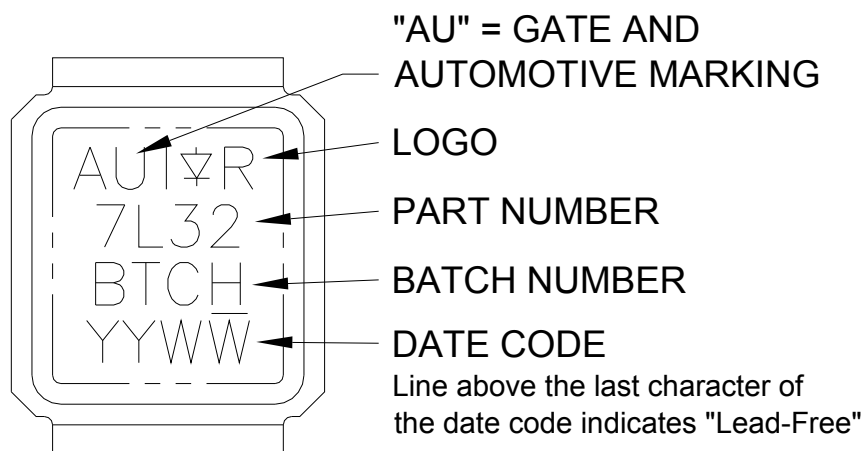 "AU" = GATE AND
AUTOMOTIVE MARKING
AUI R
LOGO
7L32
PART NUMBER
BTCH
BATCH NUMBER
YYWW
DATE CODE
Line above the last character of
the date code indicates "Lead-Free"